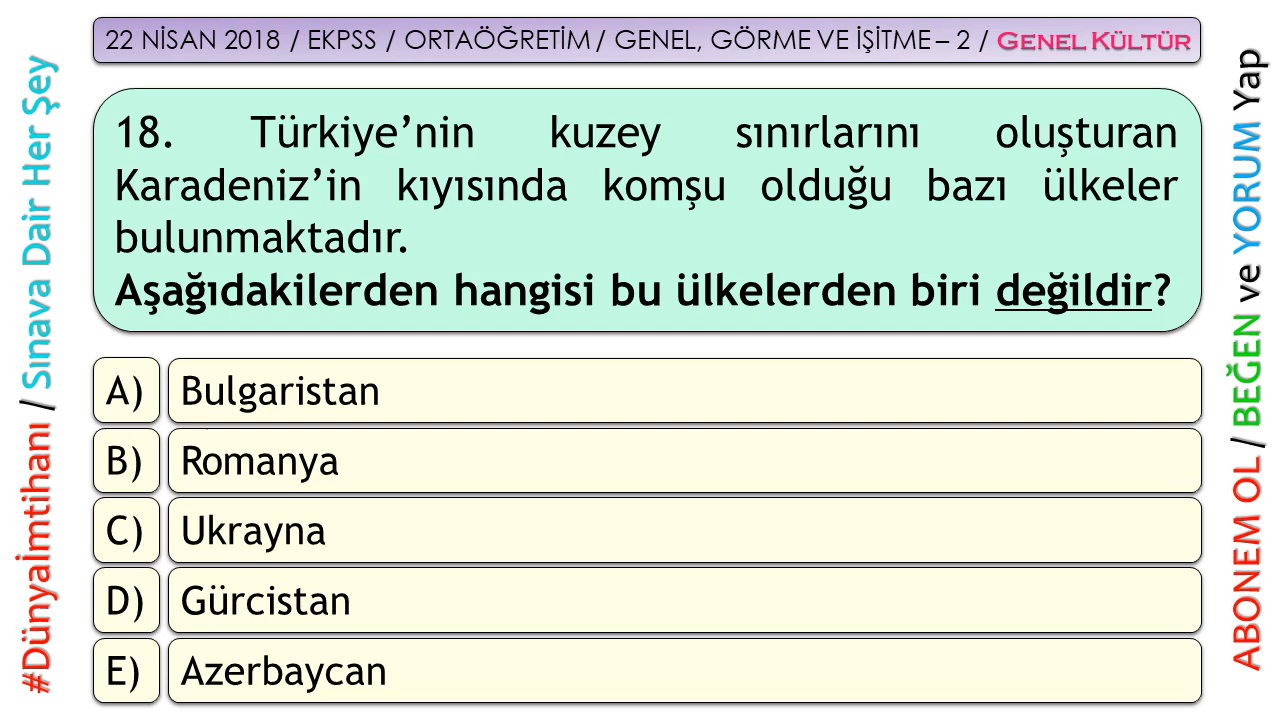 22 NİSAN 2018 / EKPSS / ORTAÖĞRETİM / GENEL, GÖRME VE İŞİTME – 2 / GENEL KÜLTÜR
18. Türkiye’nin kuzey sınırlarını oluşturan
Karadeniz’in kıyısında komşu olduğu bazı ülkeler
bulunmaktadır.
Aşağıdakilerden hangisi bu ülkelerden biri değildir?
A) Bulgaristan
B) Romanya
C) Ukrayna
D) Gürcistan
E) Azerbaycan
#Dünyaİmtihanı / Sınava Dair Her Şey
ABONEM OL / BEĞEN ve YORUM Yap